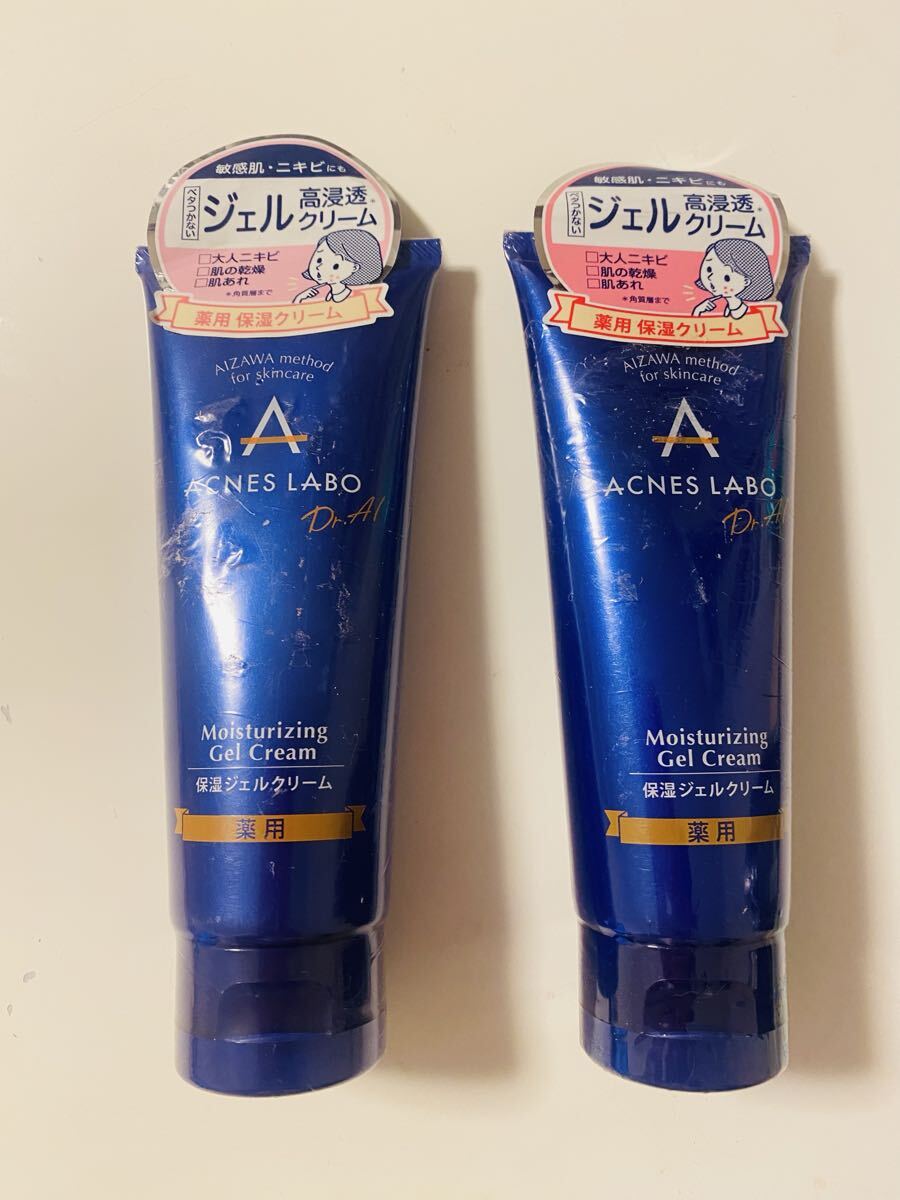 敏感肌・ニキビにも
ベタつかない
ジェル
高浸透*
クリーム
□大人ニキビ
□肌の乾燥
□肌あれ
*角質層まで
薬用 保湿クリーム
AIZAWA method
for skincare
A
ACNES LABO
Dr.AI
Moisturizing
Gel Cream
保湿ジェルクリーム
薬用
敏感肌・ニキビにも
ベタつかない
ジェル
高浸透*
クリーム
□大人ニキビ
□肌の乾燥
□肌あれ
*角質層まで
薬用 保湿クリーム
AIZAWA method
for skincare
A
ACNES LABO
Dr.AI
Moisturizing
Gel Cream
保湿ジェルクリーム
薬用